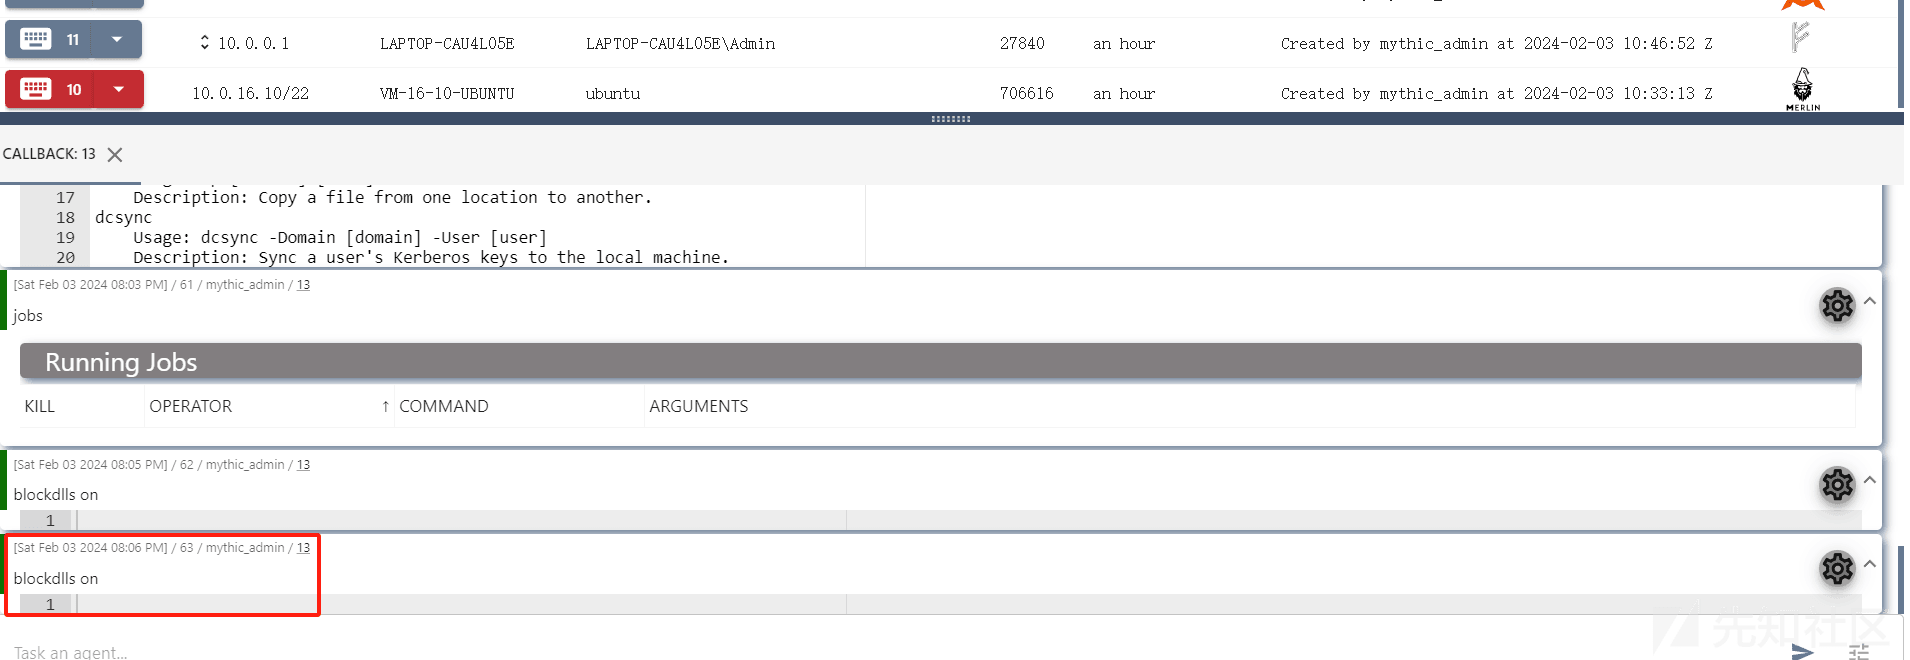 11 10.0.0.1 LAPTOP-CAU4L05E LAPTOP-CAU4L05E\Admin 27840 an hour Created by mythic_admin at 2024-02-03 10:46:52 Z
10 10.0.16.10/22 VM-16-10-UBUNTU ubuntu 706616 an hour Created by mythic_admin at 2024-02-03 10:33:13 Z
MERLIN
CALLBACK: 13
17 Description: Copy a file from one location to another.
18 dcsync
19 Usage: dcsync -Domain [domain] -User [user]
20 Description: Sync a user's Kerberos keys to the local machine.
[Sat Feb 03 2024 08:03 PM] / 61 / mythic_admin / 13
jobs
Running Jobs
KILL OPERATOR ↑ COMMAND ARGUMENTS
[Sat Feb 03 2024 08:05 PM] / 62 / mythic_admin / 13
blockdlls on
1
[Sat Feb 03 2024 08:06 PM] / 63 / mythic_admin / 13
blockdlls on
1
先知社区
Task an agent...